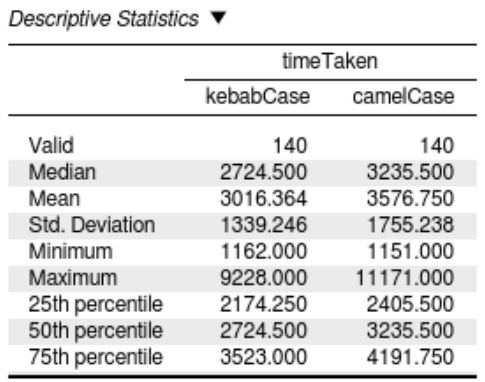 Descriptive Statistics ▼
timeTaken
kebabCase camelCase
Valid 140 140
Median 2724.500 3235.500
Mean 3016.364 3576.750
Std. Deviation 1339.246 1755.238
Minimum 1162.000 1151.000
Maximum 9228.000 11171.000
25th percentile 2174.250 2405.500
50th percentile 2724.500 3235.500
75th percentile 3523.000 4191.750